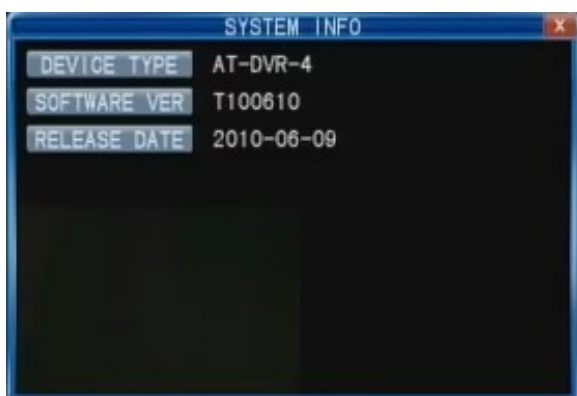 SYSTEM INFO X
DEVICE TYPE AT-DVR-4
SOFTWARE VER T100610
RELEASE DATE 2010-06-09